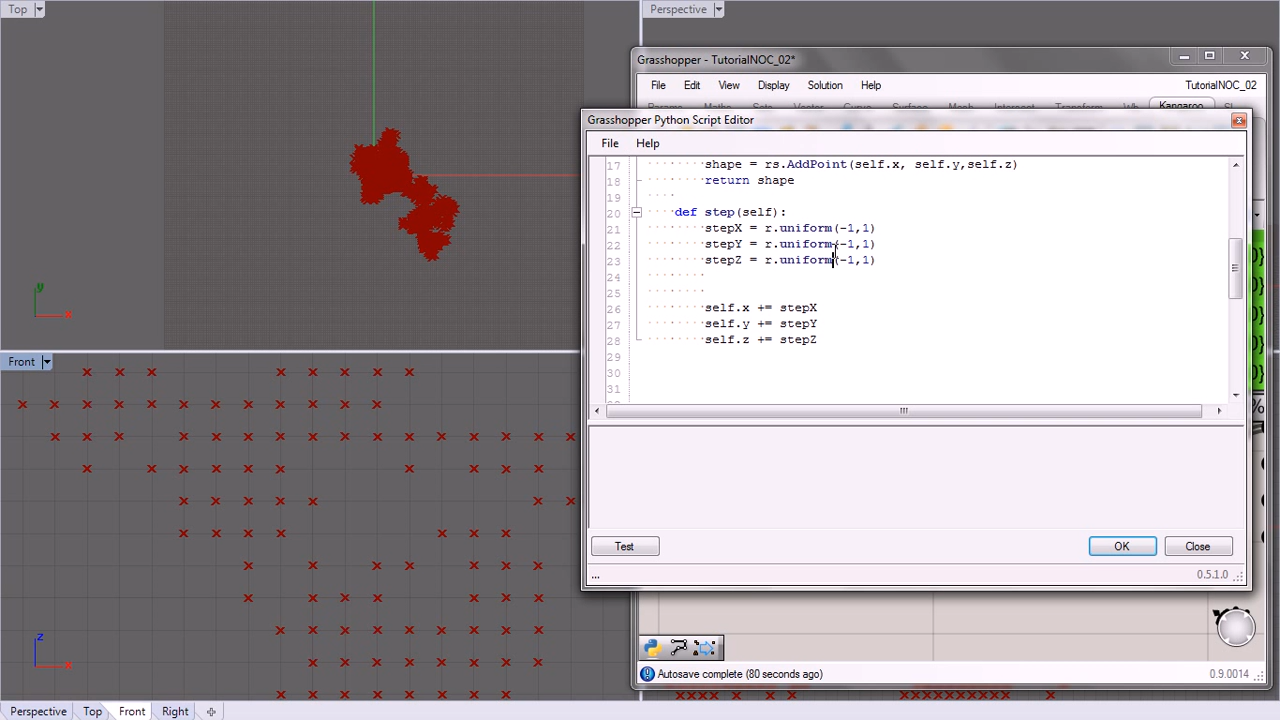 Top
Perspective
Grasshopper - TutorialNOC_02*
File Edit View Display Solution Help TutorialNOC_02
Kangaroo
Grasshopper Python Script Editor
File Help
17 shape = rs.AddPoint(self.x, self.y,self.z)
18 return shape
19
20 def step(self):
21 stepX = r.uniform(-1,1)
22 stepY = r.uniform(-1,1)
23 stepZ = r.uniform(-1,1)
24
25
26 self.x += stepX
27 self.y += stepY
28 self.z += stepZ
29
30
31
y
x
Front
z
x
Test OK Close
... 0.5.1.0
Autosave complete (80 seconds ago) 0.9.0014
Perspective Top Front Right